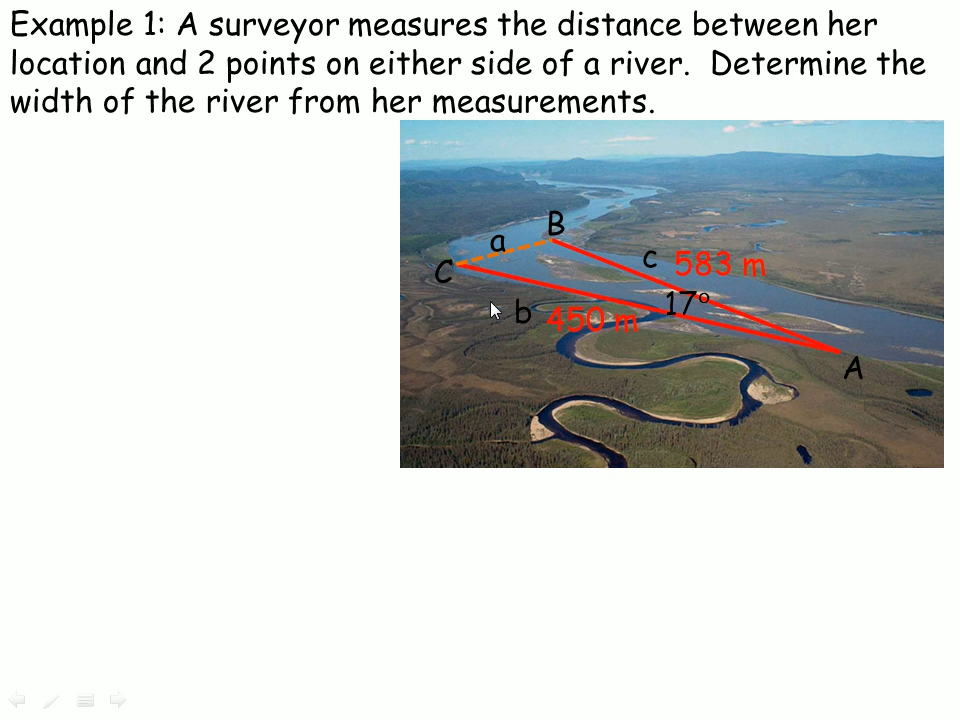 Example 1: A surveyor measures the distance between her
location and 2 points on either side of a river. Determine the
width of the river from her measurements.
B
a
c 583 m
C
17°
b 450 m
A